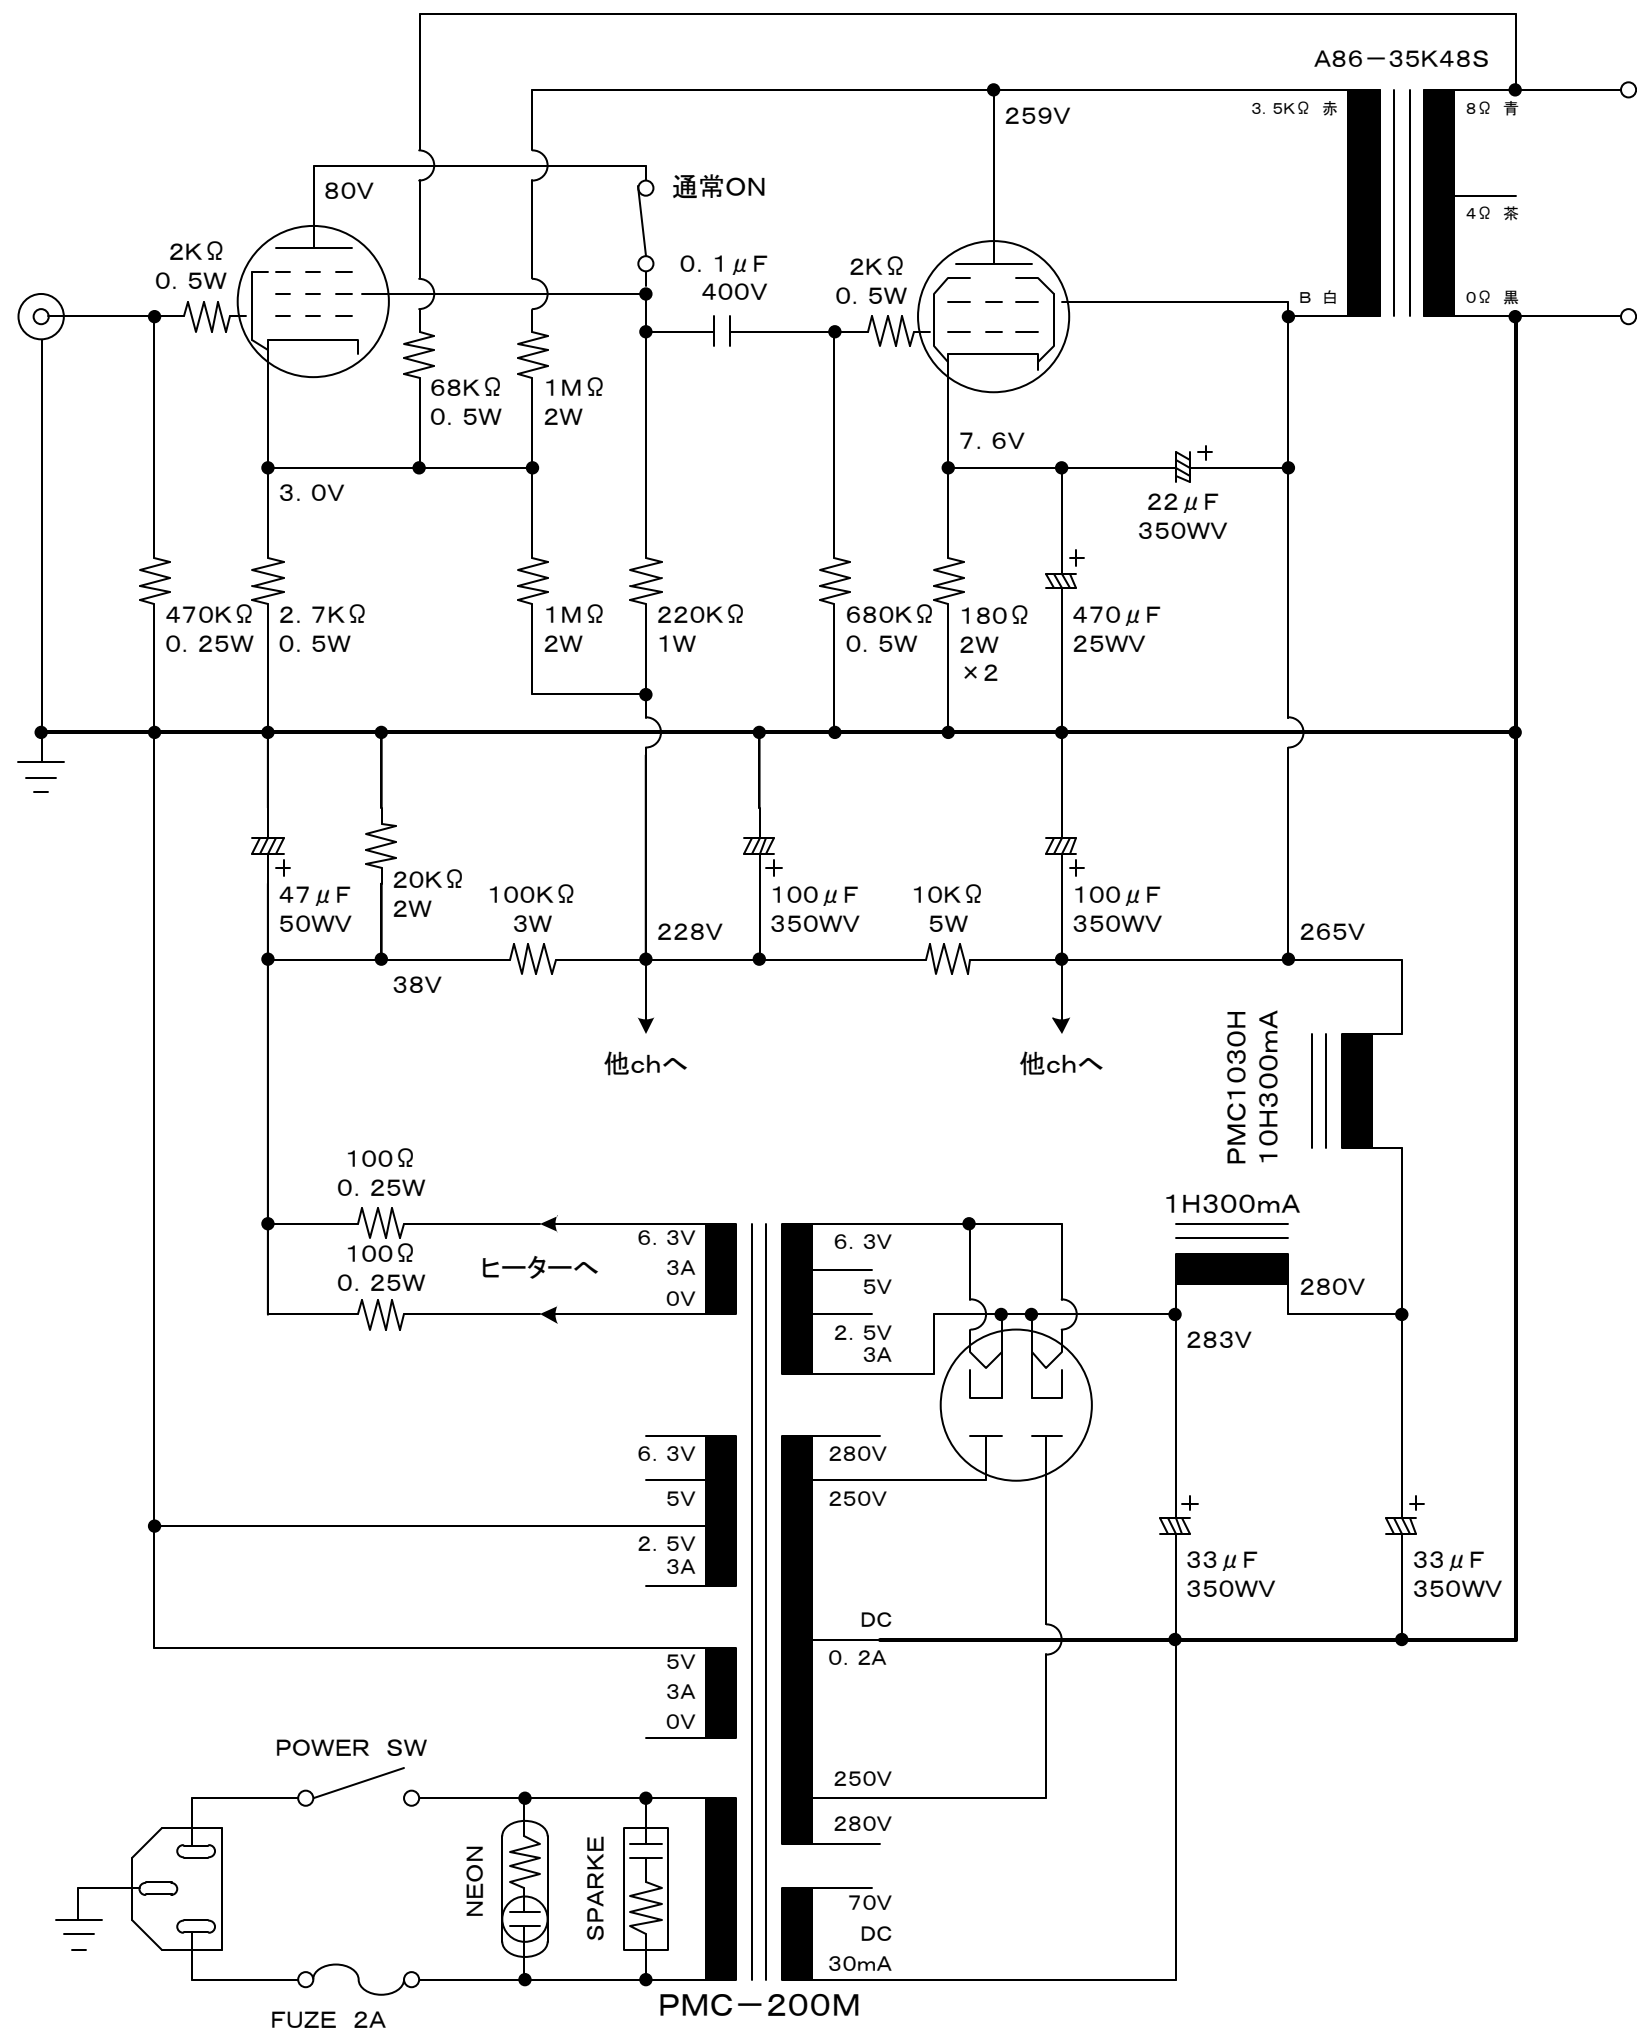 A86－35K48S
3.5KΩ 赤
8Ω 青
259V
80V
通常ON
4Ω 茶
2KΩ
0.5W
0.1μF
400V
2KΩ
0.5W
B 白
0Ω 黒
68KΩ
0.5W
1MΩ
2W
7.6V
3.0V
22μF
350WV
470KΩ
0.25W
2.7KΩ
0.5W
1MΩ
2W
220KΩ
1W
680KΩ
0.5W
180Ω
2W
×2
470μF
25WV
47μF
50WV
20KΩ
2W
100KΩ
3W
228V
100μF
350WV
10KΩ
5W
100μF
350WV
265V
38V
他chへ
他chへ
PMC1030H
10H300mA
100Ω
0.25W
1H300mA
100Ω
0.25W
ヒーターへ
6.3V
3A
0V
6.3V
5V
2.5V
3A
280V
283V
6.3V
5V
2.5V
3A
280V
250V
33μF
350WV
33μF
350WV
DC
0.2A
5V
3A
0V
POWER SW
250V
280V
NEON
SPARKE
70V
DC
30mA
FUZE 2A
PMC－200M